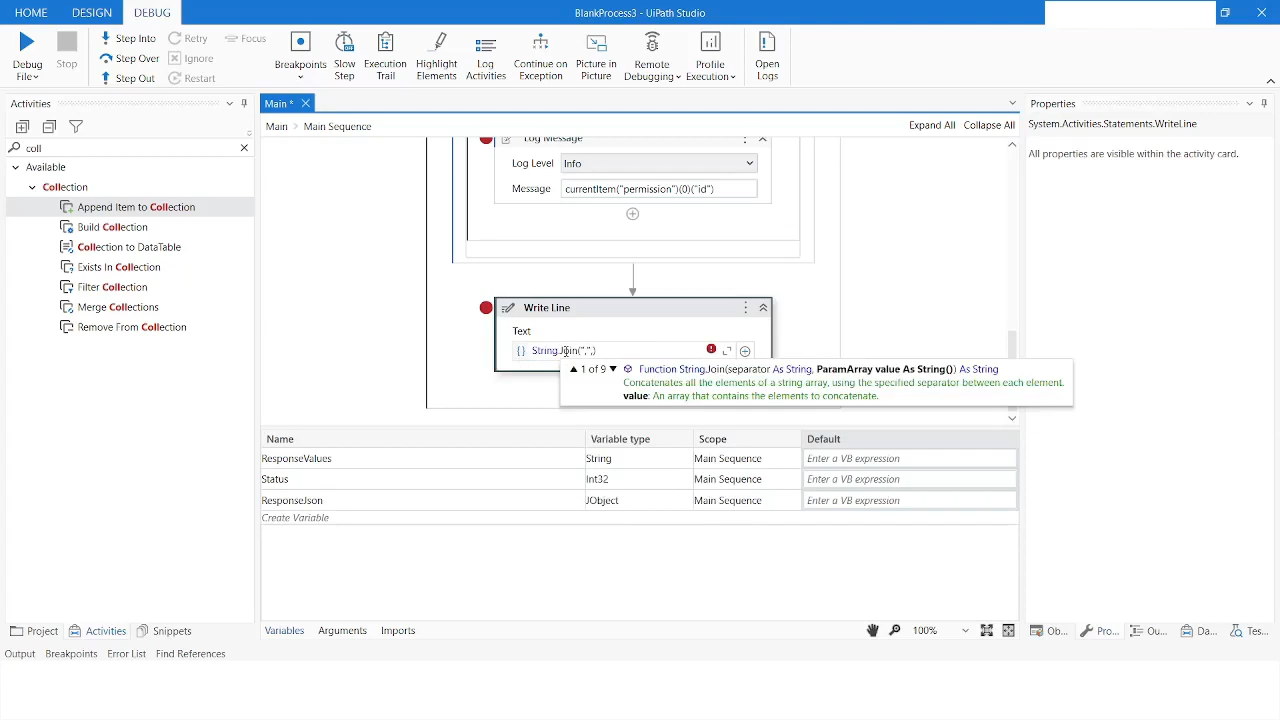 HOME DESIGN DEBUG BlankProcess3 - UiPath Studio
Debug File
Stop
Step Into
Step Over
Step Out
Retry
Ignore
Restart
Focus
Breakpoints
Slow Step
Execution Trail
Highlight Elements
Log Activities
Continue on Exception
Picture in Picture
Remote Debugging
Profile Execution
Open Logs
Activities
coll
Available
Collection
Append Item to Collection
Build Collection
Collection to DataTable
Exists In Collection
Filter Collection
Merge Collections
Remove From Collection
Project Activities Snippets
Main *
Main > Main Sequence Expand All Collapse All
Log Message
Log Level Info
Message currentItem("permission")(0)("id")
Write Line
Text
{} String.Join(",",)
1 of 9 Function String.Join(separator As String, ParamArray value As String()) As String
Concatenates all the elements of a string array, using the specified separator between each element.
value: An array that contains the elements to concatenate.
Name Variable type Scope Default
ResponseValues String Main Sequence Enter a VB expression
Status Int32 Main Sequence Enter a VB expression
ResponseJson JObject Main Sequence Enter a VB expression
Create Variable
Variables Arguments Imports 100%
Properties
System.Activities.Statements.WriteLine
All properties are visible within the activity card.
Ob... Pro... Ou... Da... Tes...
Output Breakpoints Error List Find References